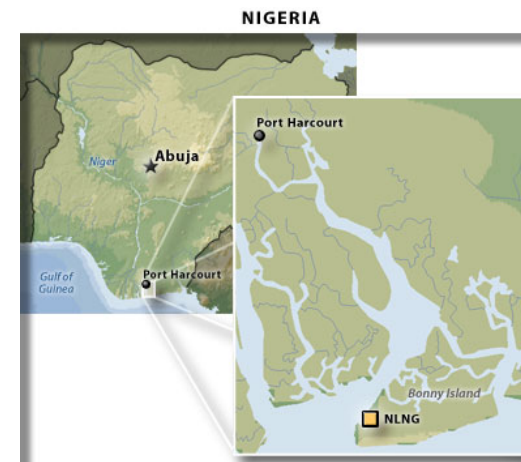 NIGERIA
Abuja
Niger
Port Harcourt
Gulf of
Guinea
Port Harcourt
Bonny Island
NLNG